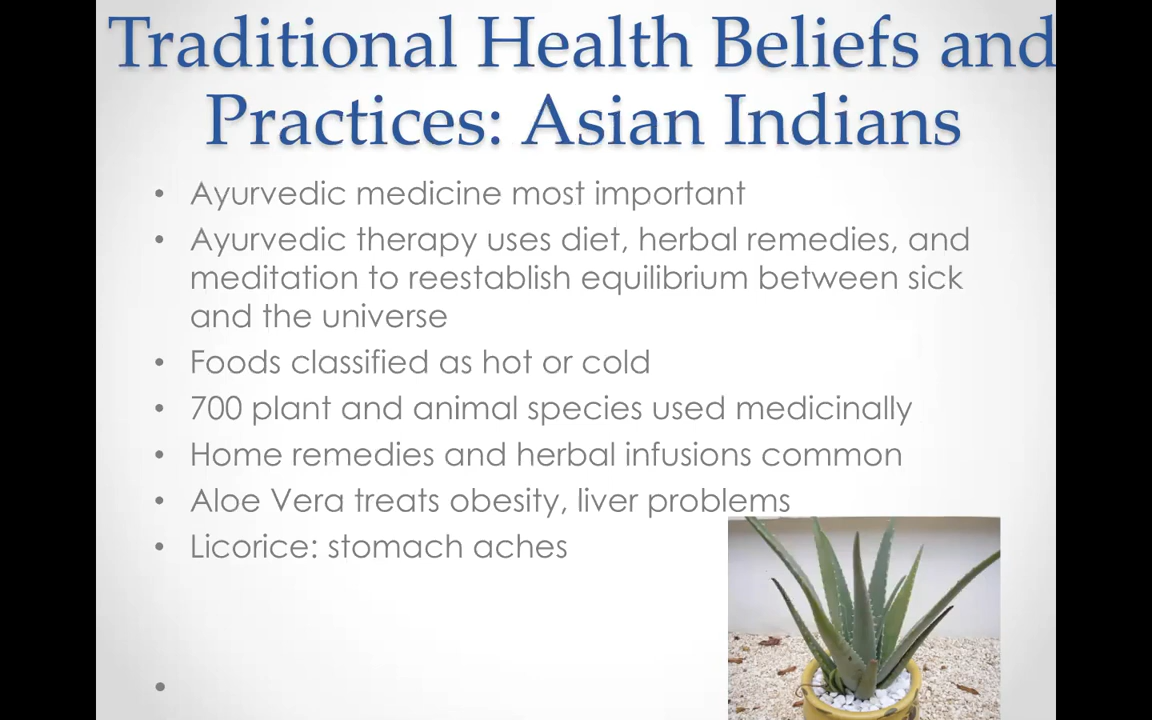 Traditional Health Beliefs and
Practices: Asian Indians
• Ayurvedic medicine most important
• Ayurvedic therapy uses diet, herbal remedies, and
meditation to reestablish equilibrium between sick
and the universe
• Foods classified as hot or cold
• 700 plant and animal species used medicinally
• Home remedies and herbal infusions common
• Aloe Vera treats obesity, liver problems
• Licorice: stomach aches
•